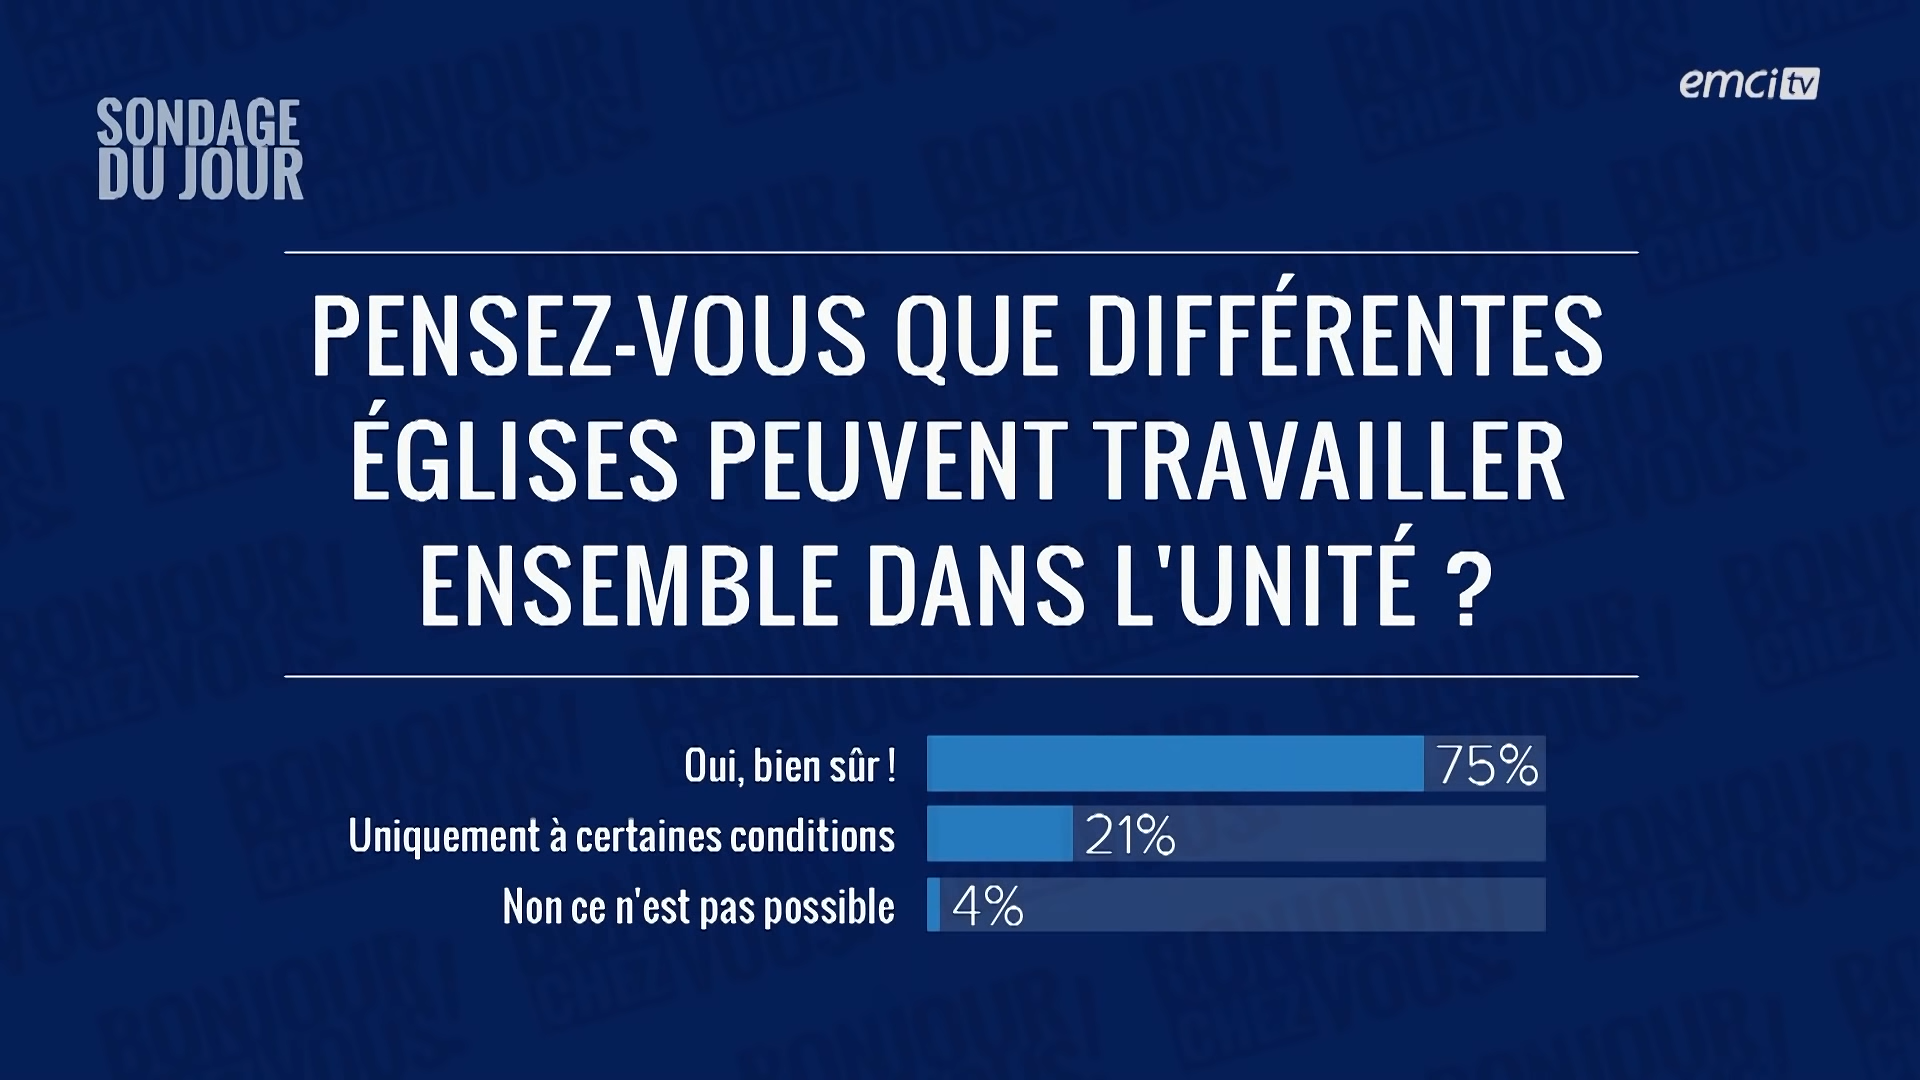 SONDAGE
DU JOUR
emci tv
PENSEZ-VOUS QUE DIFFÉRENTES
ÉGLISES PEUVENT TRAVAILLER
ENSEMBLE DANS L'UNITÉ ?
Oui, bien sûr ! 75%
Uniquement à certaines conditions 21%
Non ce n'est pas possible 4%